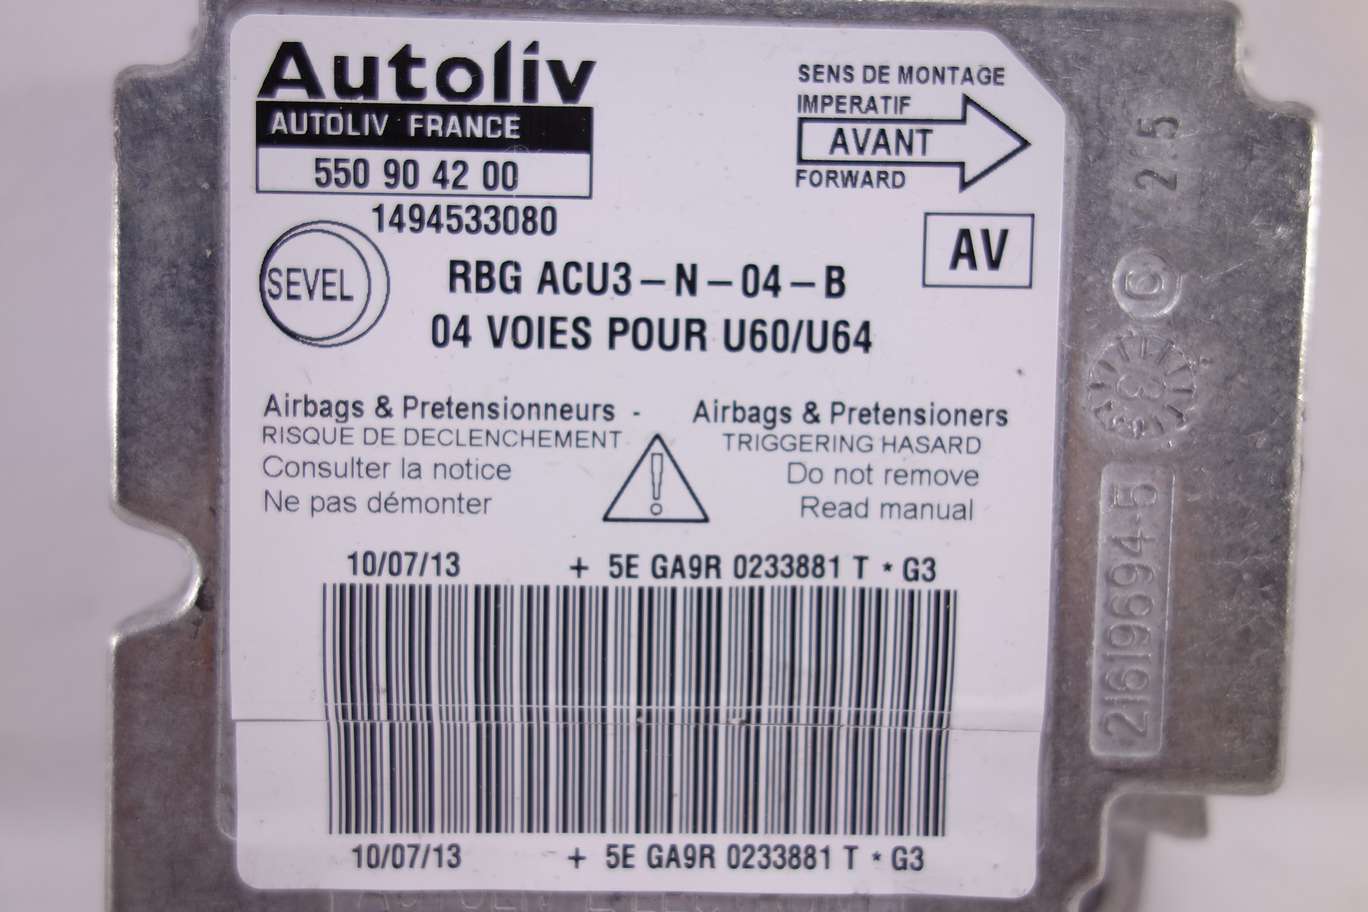 Autoliv
AUTOLIV FRANCE
550 90 42 00
1494533080
SENS DE MONTAGE
IMPERATIF
AVANT
FORWARD
AV
SEVEL
RBG ACU3-N-04-B
04 VOIES POUR U60/U64
Airbags & Pretensionneurs -
RISQUE DE DECLENCHEMENT
Consulter la notice
Ne pas démonter
Airbags & Pretensioners
TRIGGERING HASARD
Do not remove
Read manual
10/07/13 + 5E GA9R 0233881 T * G3
10/07/13 + 5E GA9R 0233881 T * G3
21619694-5